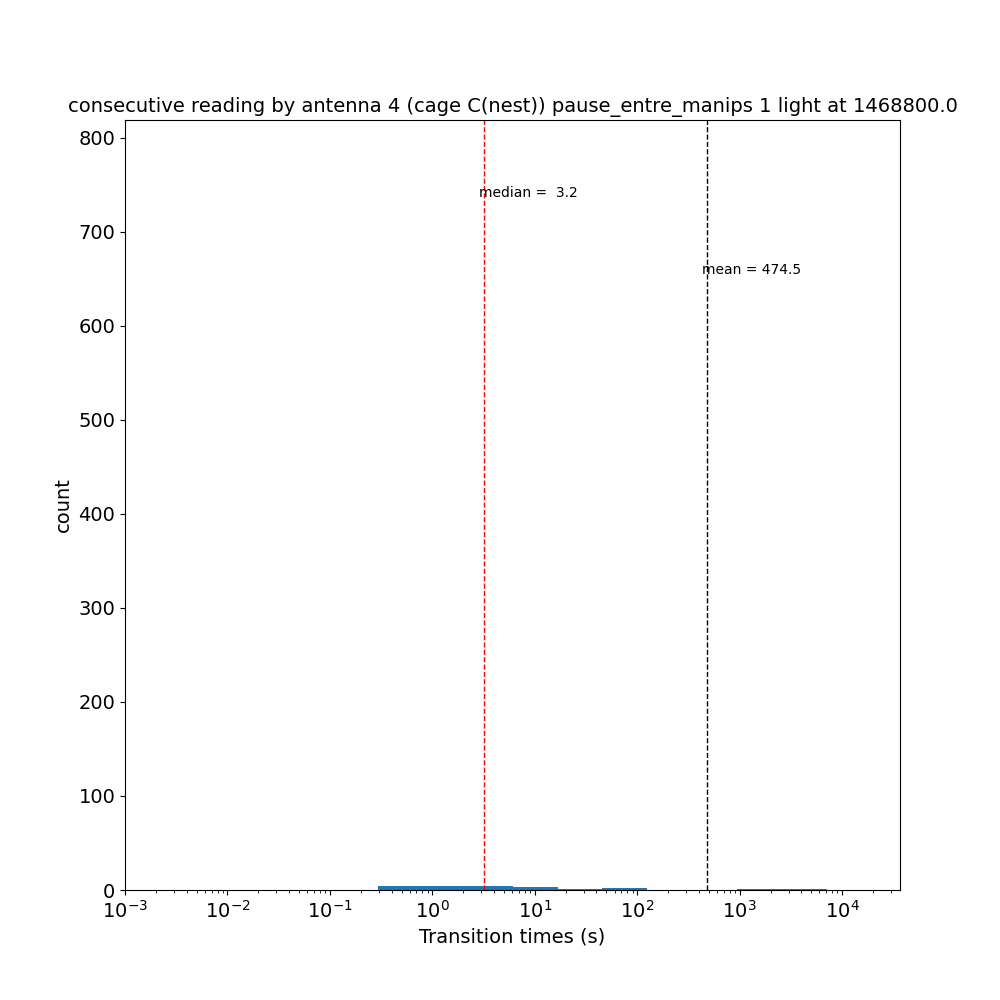 consecutive reading by antenna 4 (cage C(nest)) pause_entre_manips 1 light at 1468800.0
800
median =  3.2
700
mean = 474.5
600
500
400
count
300
200
100
0
10⁻³ 10⁻² 10⁻¹ 10⁰ 10¹ 10² 10³ 10⁴
Transition times (s)